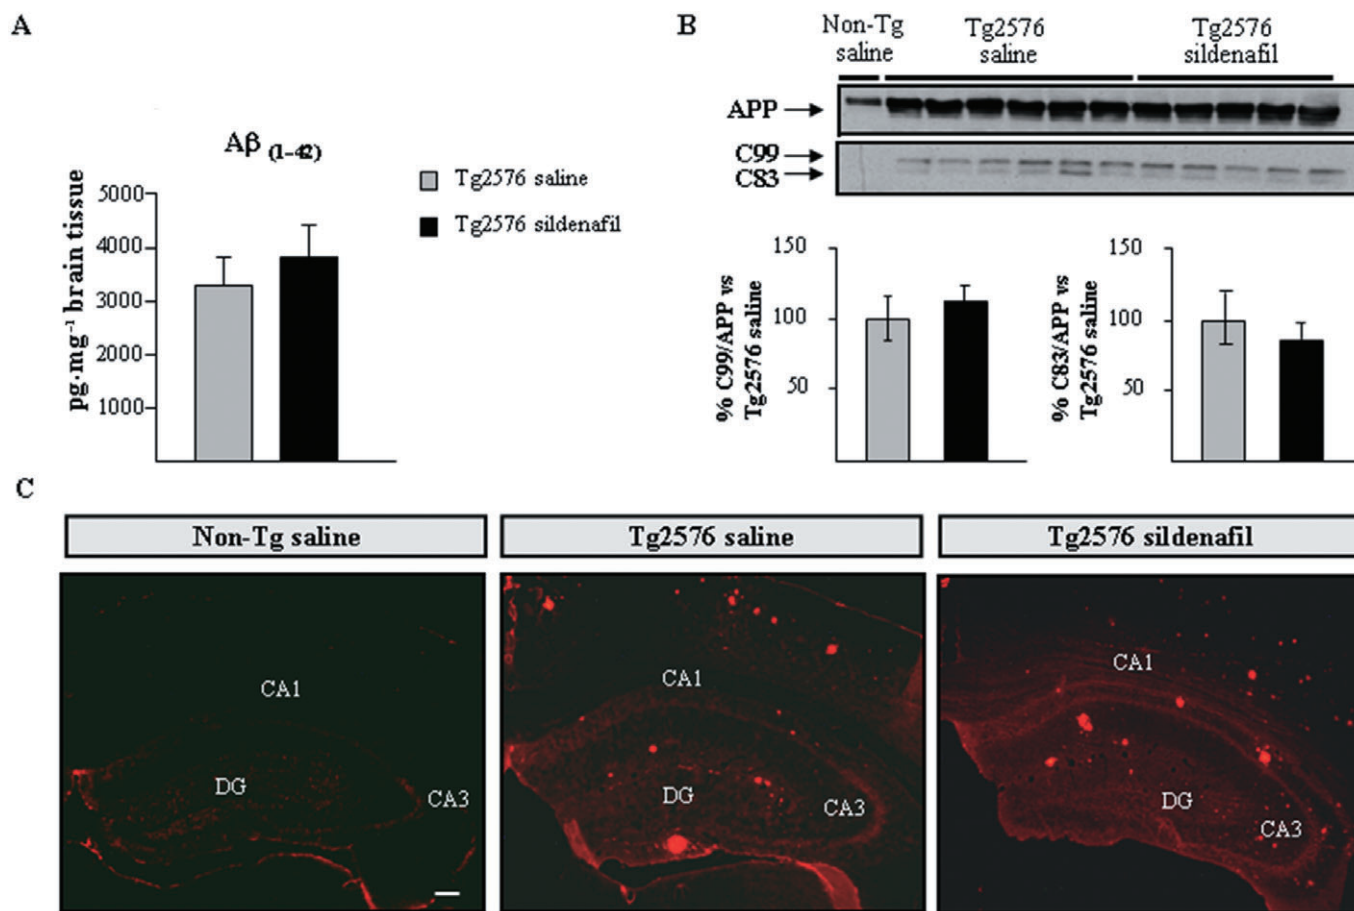 A
Aβ (1-42)
pg·mg⁻¹ brain tissue
5000
4000
3000
2000
1000
Tg2576 saline
Tg2576 sildenafil
B
Non-Tg
saline
Tg2576
saline
Tg2576
sildenafil
APP
C99
C83
% C99/APP vs
Tg2576 saline
150
100
50
% C83/APP vs
Tg2576 saline
150
100
50
C
Non-Tg saline
Tg2576 saline
Tg2576 sildenafil
CA1
DG
CA3
CA1
DG
CA3
CA1
DG
CA3